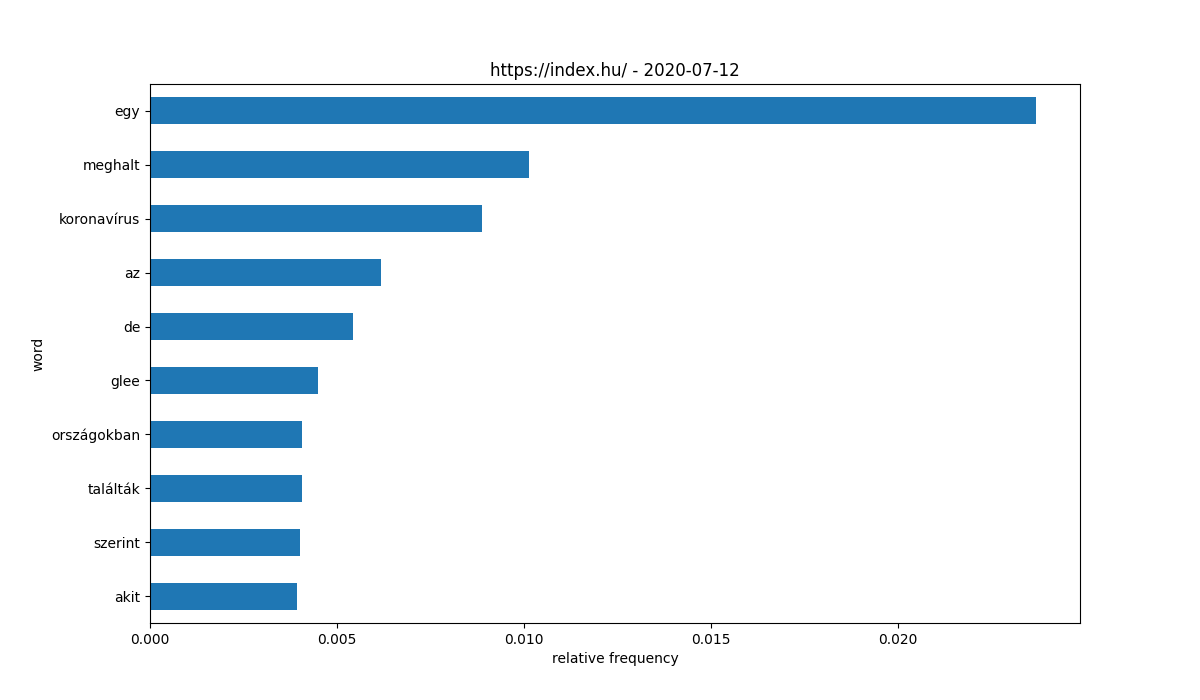 https://index.hu/ - 2020-07-12
word
egy
meghalt
koronavírus
az
de
glee
országokban
találták
szerint
akit
0.000 0.005 0.010 0.015 0.020
relative frequency